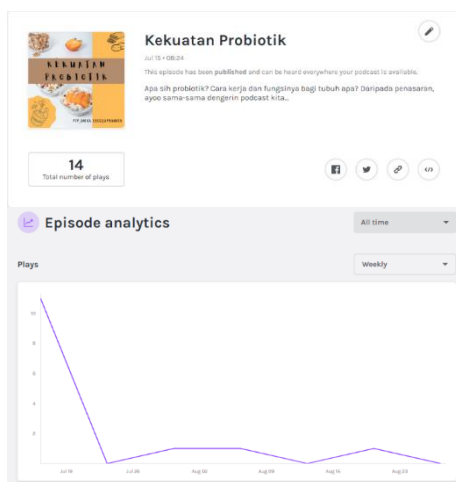 KEKUATAN
PROBIOTIK
Kekuatan Probiotik
Jul 15 • 08:24
This episode has been published and can be heard everywhere your podcast is available.
Apa sih probiotik? Cara kerja dan fungsinya bagi tubuh apa? Daripada penasaran,
ayoo sama-sama dengerin podcast kita...
14
Total number of plays
Episode analytics
All time
Plays
Weekly
10
8
6
4
2
Jul 19
Jul 26
Aug 02
Aug 09
Aug 16
Aug 23